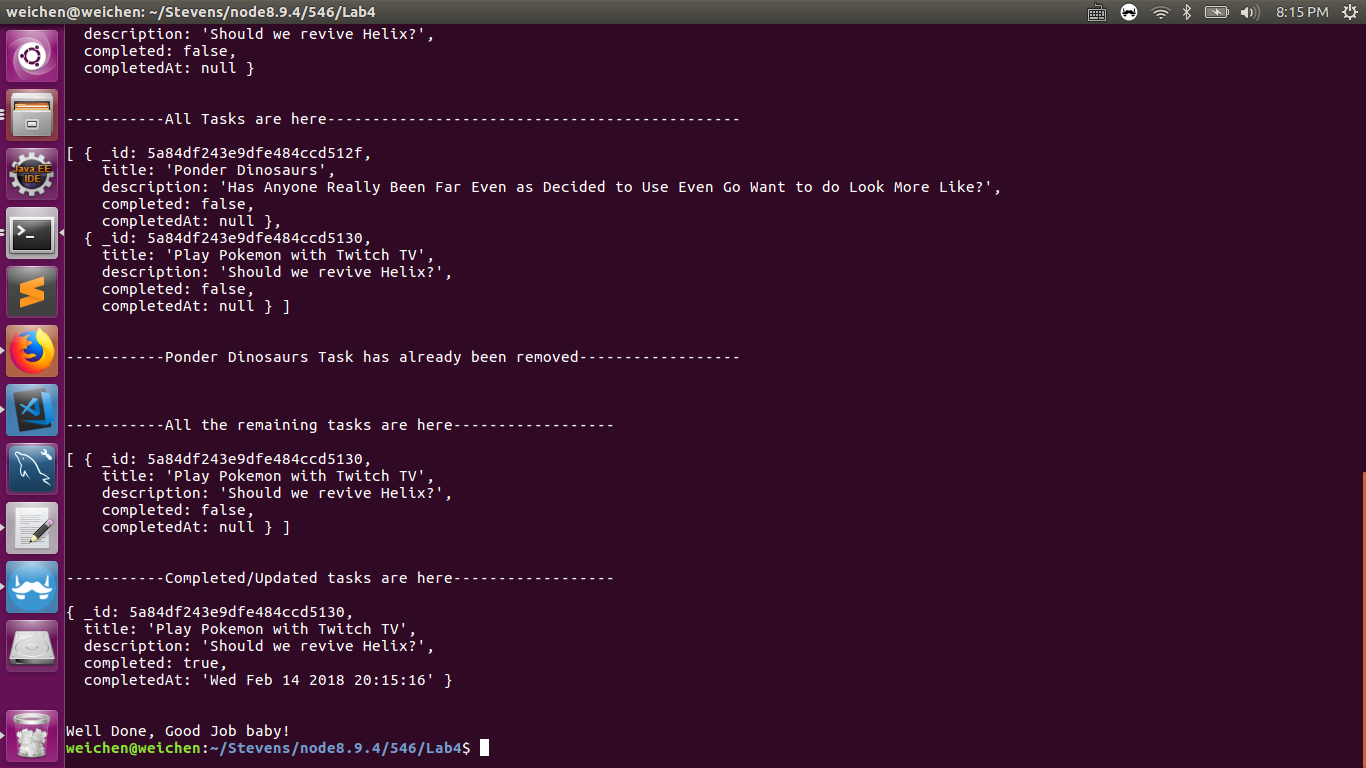 weichen@weichen: ~/Stevens/node8.9.4/546/Lab4
8:15 PM
description: 'Should we revive Helix?',
completed: false,
completedAt: null }
-----------All Tasks are here----------------------------------------------
[ { _id: 5a84df243e9dfe484ccd512f,
title: 'Ponder Dinosaurs',
description: 'Has Anyone Really Been Far Even as Decided to Use Even Go Want to do Look More Like?',
completed: false,
completedAt: null },
{ _id: 5a84df243e9dfe484ccd5130,
title: 'Play Pokemon with Twitch TV',
description: 'Should we revive Helix?',
completed: false,
completedAt: null } ]
-----------Ponder Dinosaurs Task has already been removed------------------
-----------All the remaining tasks are here------------------
[ { _id: 5a84df243e9dfe484ccd5130,
title: 'Play Pokemon with Twitch TV',
description: 'Should we revive Helix?',
completed: false,
completedAt: null } ]
-----------Completed/Updated tasks are here------------------
{ _id: 5a84df243e9dfe484ccd5130,
title: 'Play Pokemon with Twitch TV',
description: 'Should we revive Helix?',
completed: true,
completedAt: 'Wed Feb 14 2018 20:15:16' }
Well Done, Good Job baby!
weichen@weichen:~/Stevens/node8.9.4/546/Lab4$
Java EE
IDE
>_